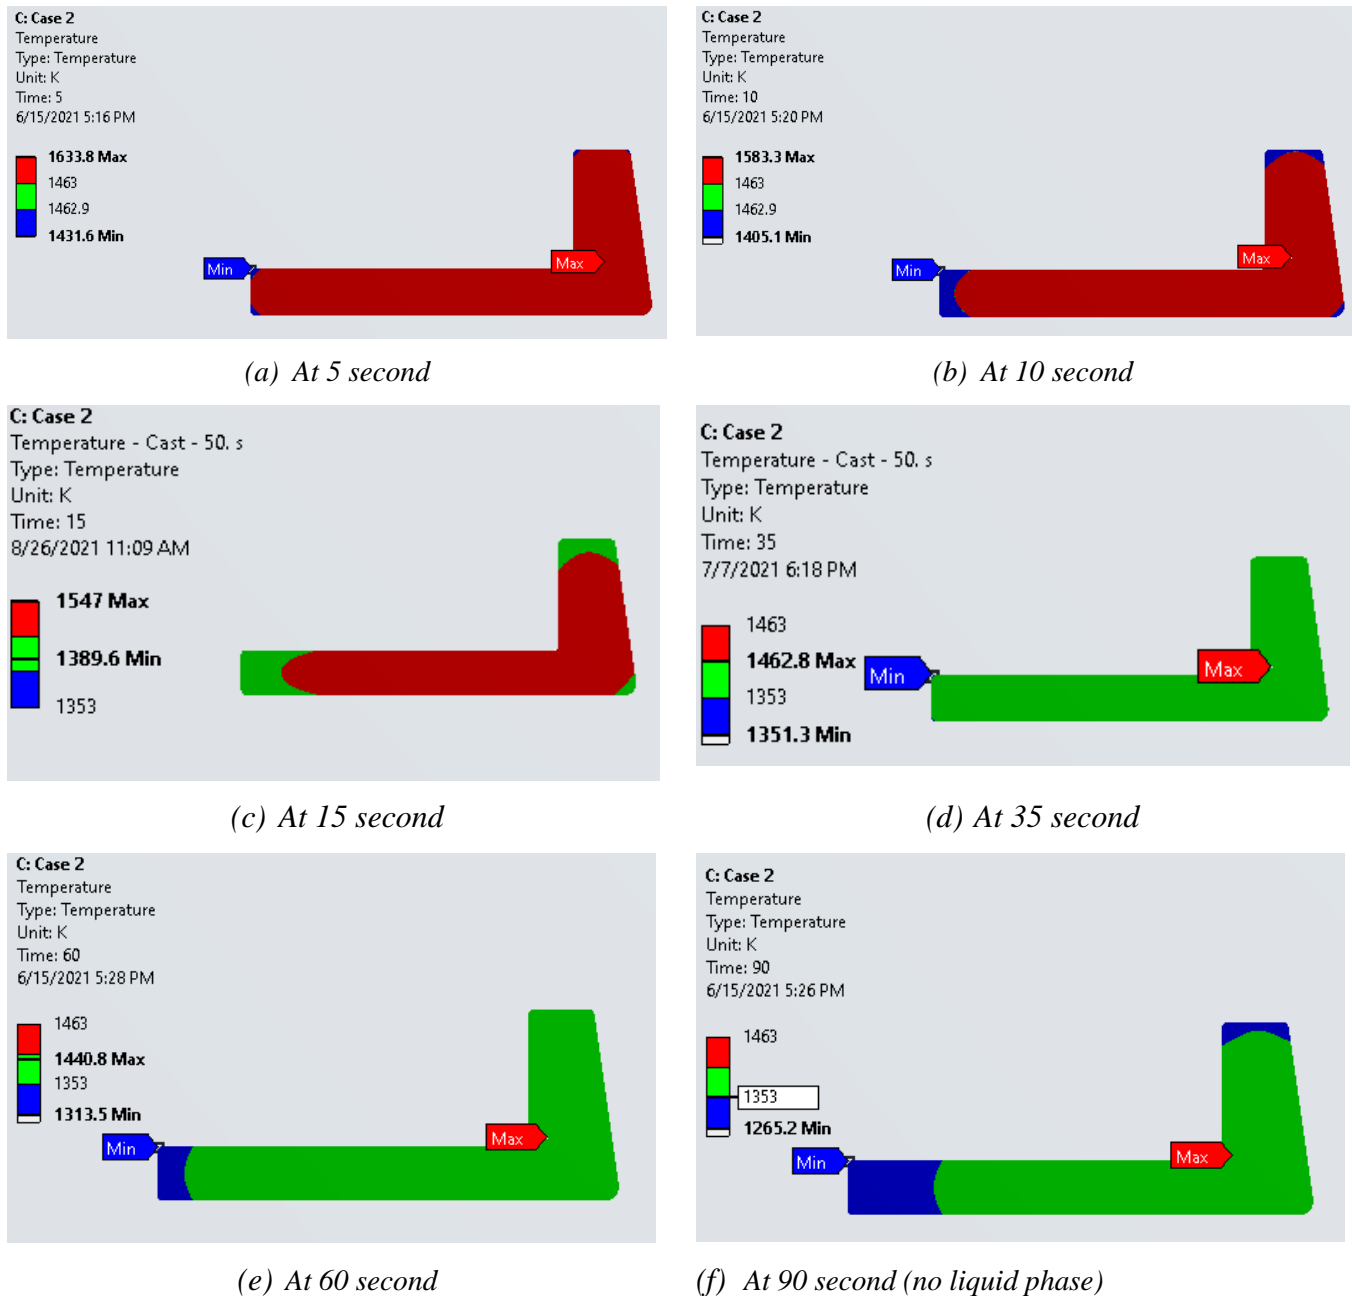 C: Case 2
Temperature
Type: Temperature
Unit: K
Time: 5
6/15/2021 5:16 PM
1633.8 Max
1463
1462.9
1431.6 Min
Min
Max
(a) At 5 second
C: Case 2
Temperature
Type: Temperature
Unit: K
Time: 10
6/15/2021 5:20 PM
1583.3 Max
1463
1462.9
1405.1 Min
Min
Max
(b) At 10 second
C: Case 2
Temperature - Cast - 50. s
Type: Temperature
Unit: K
Time: 15
8/26/2021 11:09 AM
1547 Max
1389.6 Min
1353
(c) At 15 second
C: Case 2
Temperature - Cast - 50. s
Type: Temperature
Unit: K
Time: 35
7/7/2021 6:18 PM
1463
1462.8 Max
1353
1351.3 Min
Min
Max
(d) At 35 second
C: Case 2
Temperature
Type: Temperature
Unit: K
Time: 60
6/15/2021 5:28 PM
1463
1440.8 Max
1353
1313.5 Min
Min
Max
(e) At 60 second
C: Case 2
Temperature
Type: Temperature
Unit: K
Time: 90
6/15/2021 5:26 PM
1463
1353
1265.2 Min
Min
Max
(f) At 90 second (no liquid phase)